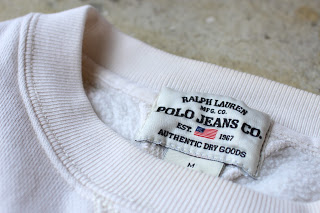 RALPH LAUREN
MFG. CO.
POLO JEANS CO.
EST. 1967
AUTHENTIC DRY GOODS
M